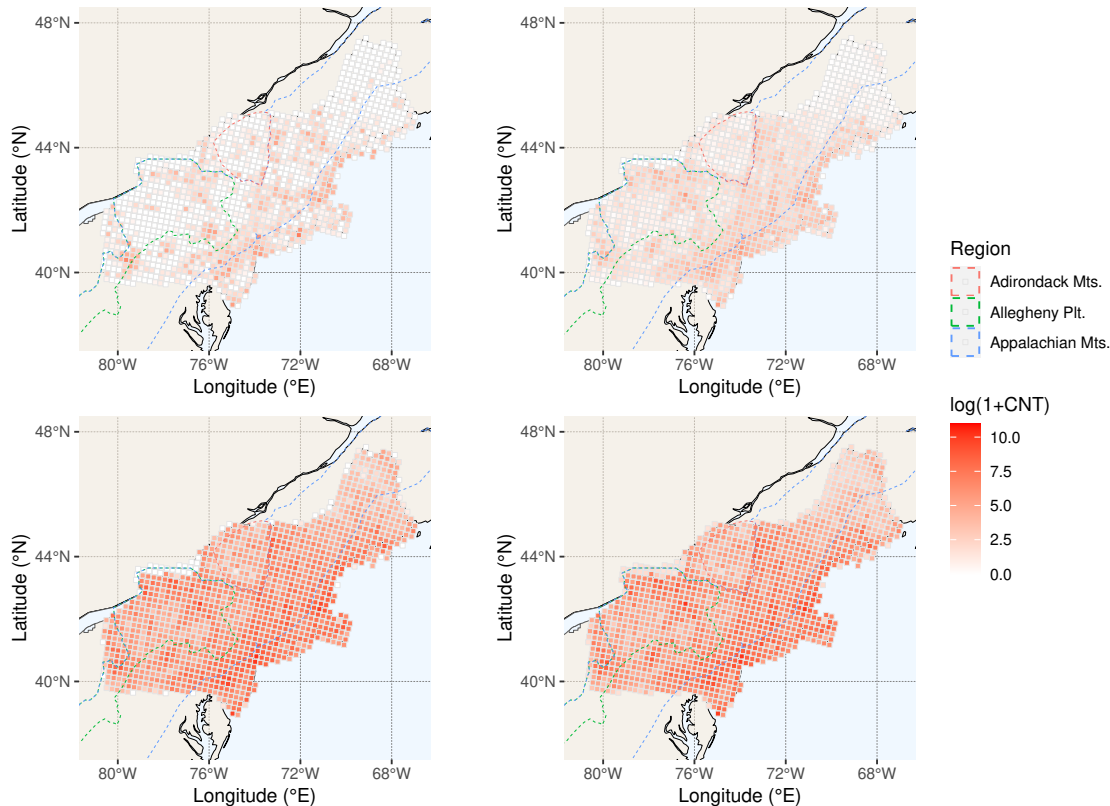 48°N
44°N
40°N
Latitude (°N)
80°W 76°W 72°W 68°W
Longitude (°E)
48°N
44°N
40°N
Latitude (°N)
80°W 76°W 72°W 68°W
Longitude (°E)
48°N
44°N
40°N
Latitude (°N)
80°W 76°W 72°W 68°W
Longitude (°E)
48°N
44°N
40°N
Latitude (°N)
80°W 76°W 72°W 68°W
Longitude (°E)
Region
Adirondack Mts.
Allegheny Plt.
Appalachian Mts.
log(1+CNT)
10.0
7.5
5.0
2.5
0.0